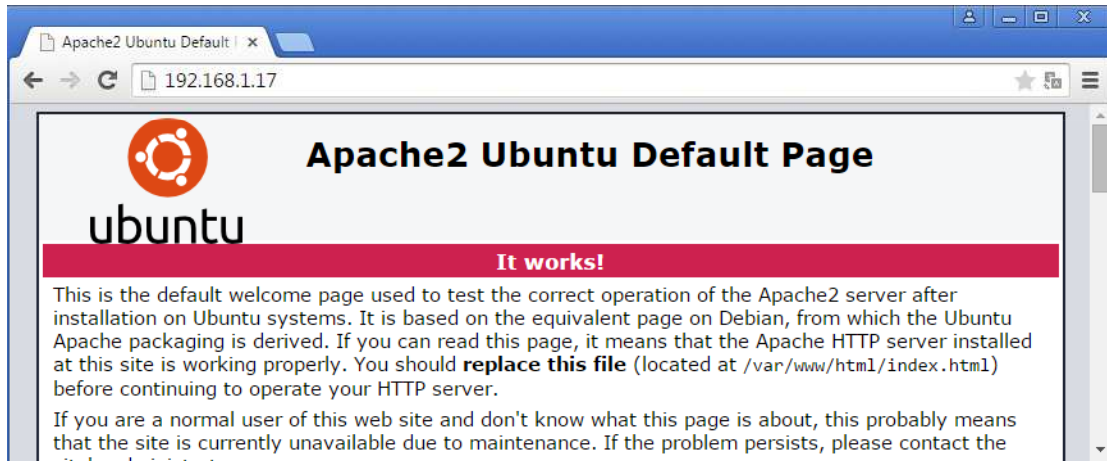 Apache2 Ubuntu Default
192.168.1.17
ubuntu
Apache2 Ubuntu Default Page
It works!
This is the default welcome page used to test the correct operation of the Apache2 server after
installation on Ubuntu systems. It is based on the equivalent page on Debian, from which the Ubuntu
Apache packaging is derived. If you can read this page, it means that the Apache HTTP server installed
at this site is working properly. You should replace this file (located at /var/www/html/index.html)
before continuing to operate your HTTP server.
If you are a normal user of this web site and don't know what this page is about, this probably means
that the site is currently unavailable due to maintenance. If the problem persists, please contact the